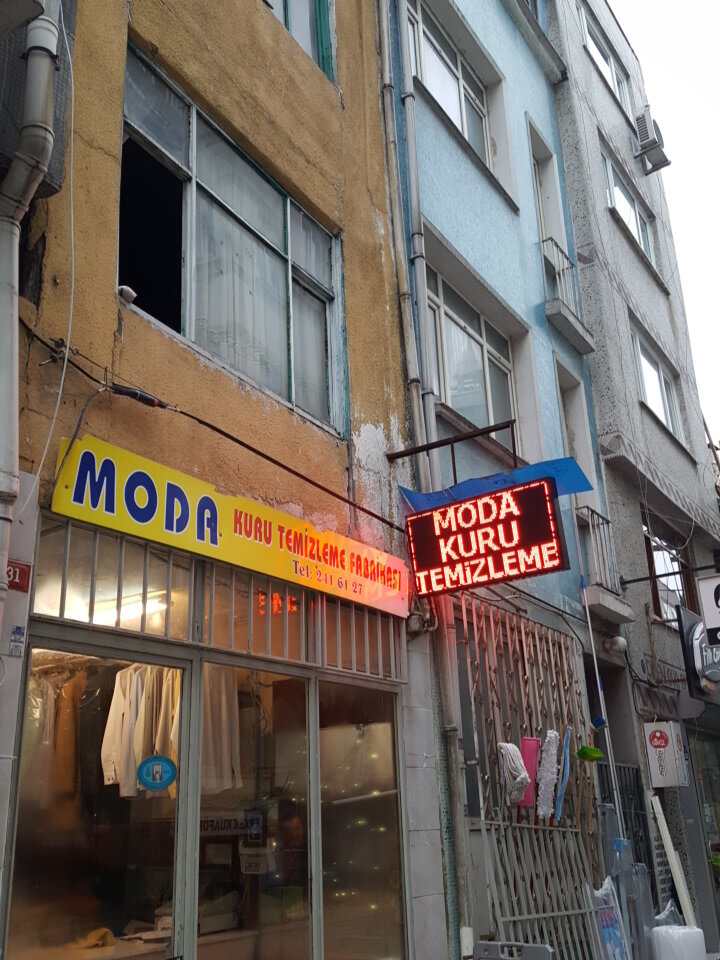 MODA KURU TEMİZLEME FABRİKASI
Tel: 241 61 27
MODA
KURU
TEMİZLEME
31